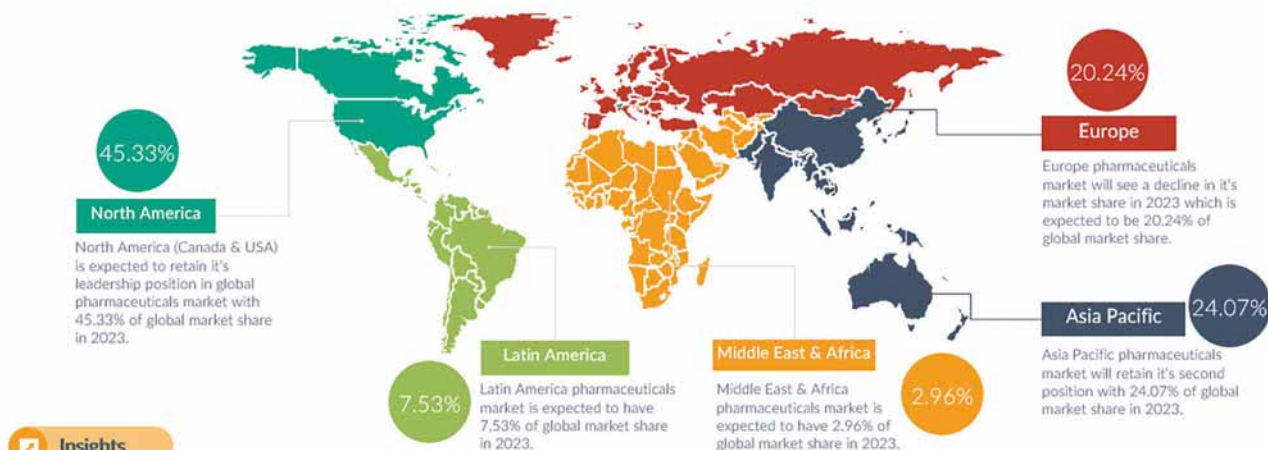 45.33%
North America
North America (Canada & USA)
is expected to retain it's
leadership position in global
pharmaceuticals market with
45.33% of global market share
in 2023.
20.24%
Europe
Europe pharmaceuticals
market will see a decline in it's
market share in 2023 which is
expected to be 20.24% of
global market share.
24.07%
Asia Pacific
Asia Pacific pharmaceuticals
market will retain it's second
position with 24.07% of global
market share in 2023.
7.53%
Latin America
Latin America pharmaceuticals
market is expected to have
7.53% of global market share
in 2023.
Middle East & Africa
2.96%
Middle East & Africa
pharmaceuticals market is
expected to have 2.96% of
global market share in 2023.
Insights